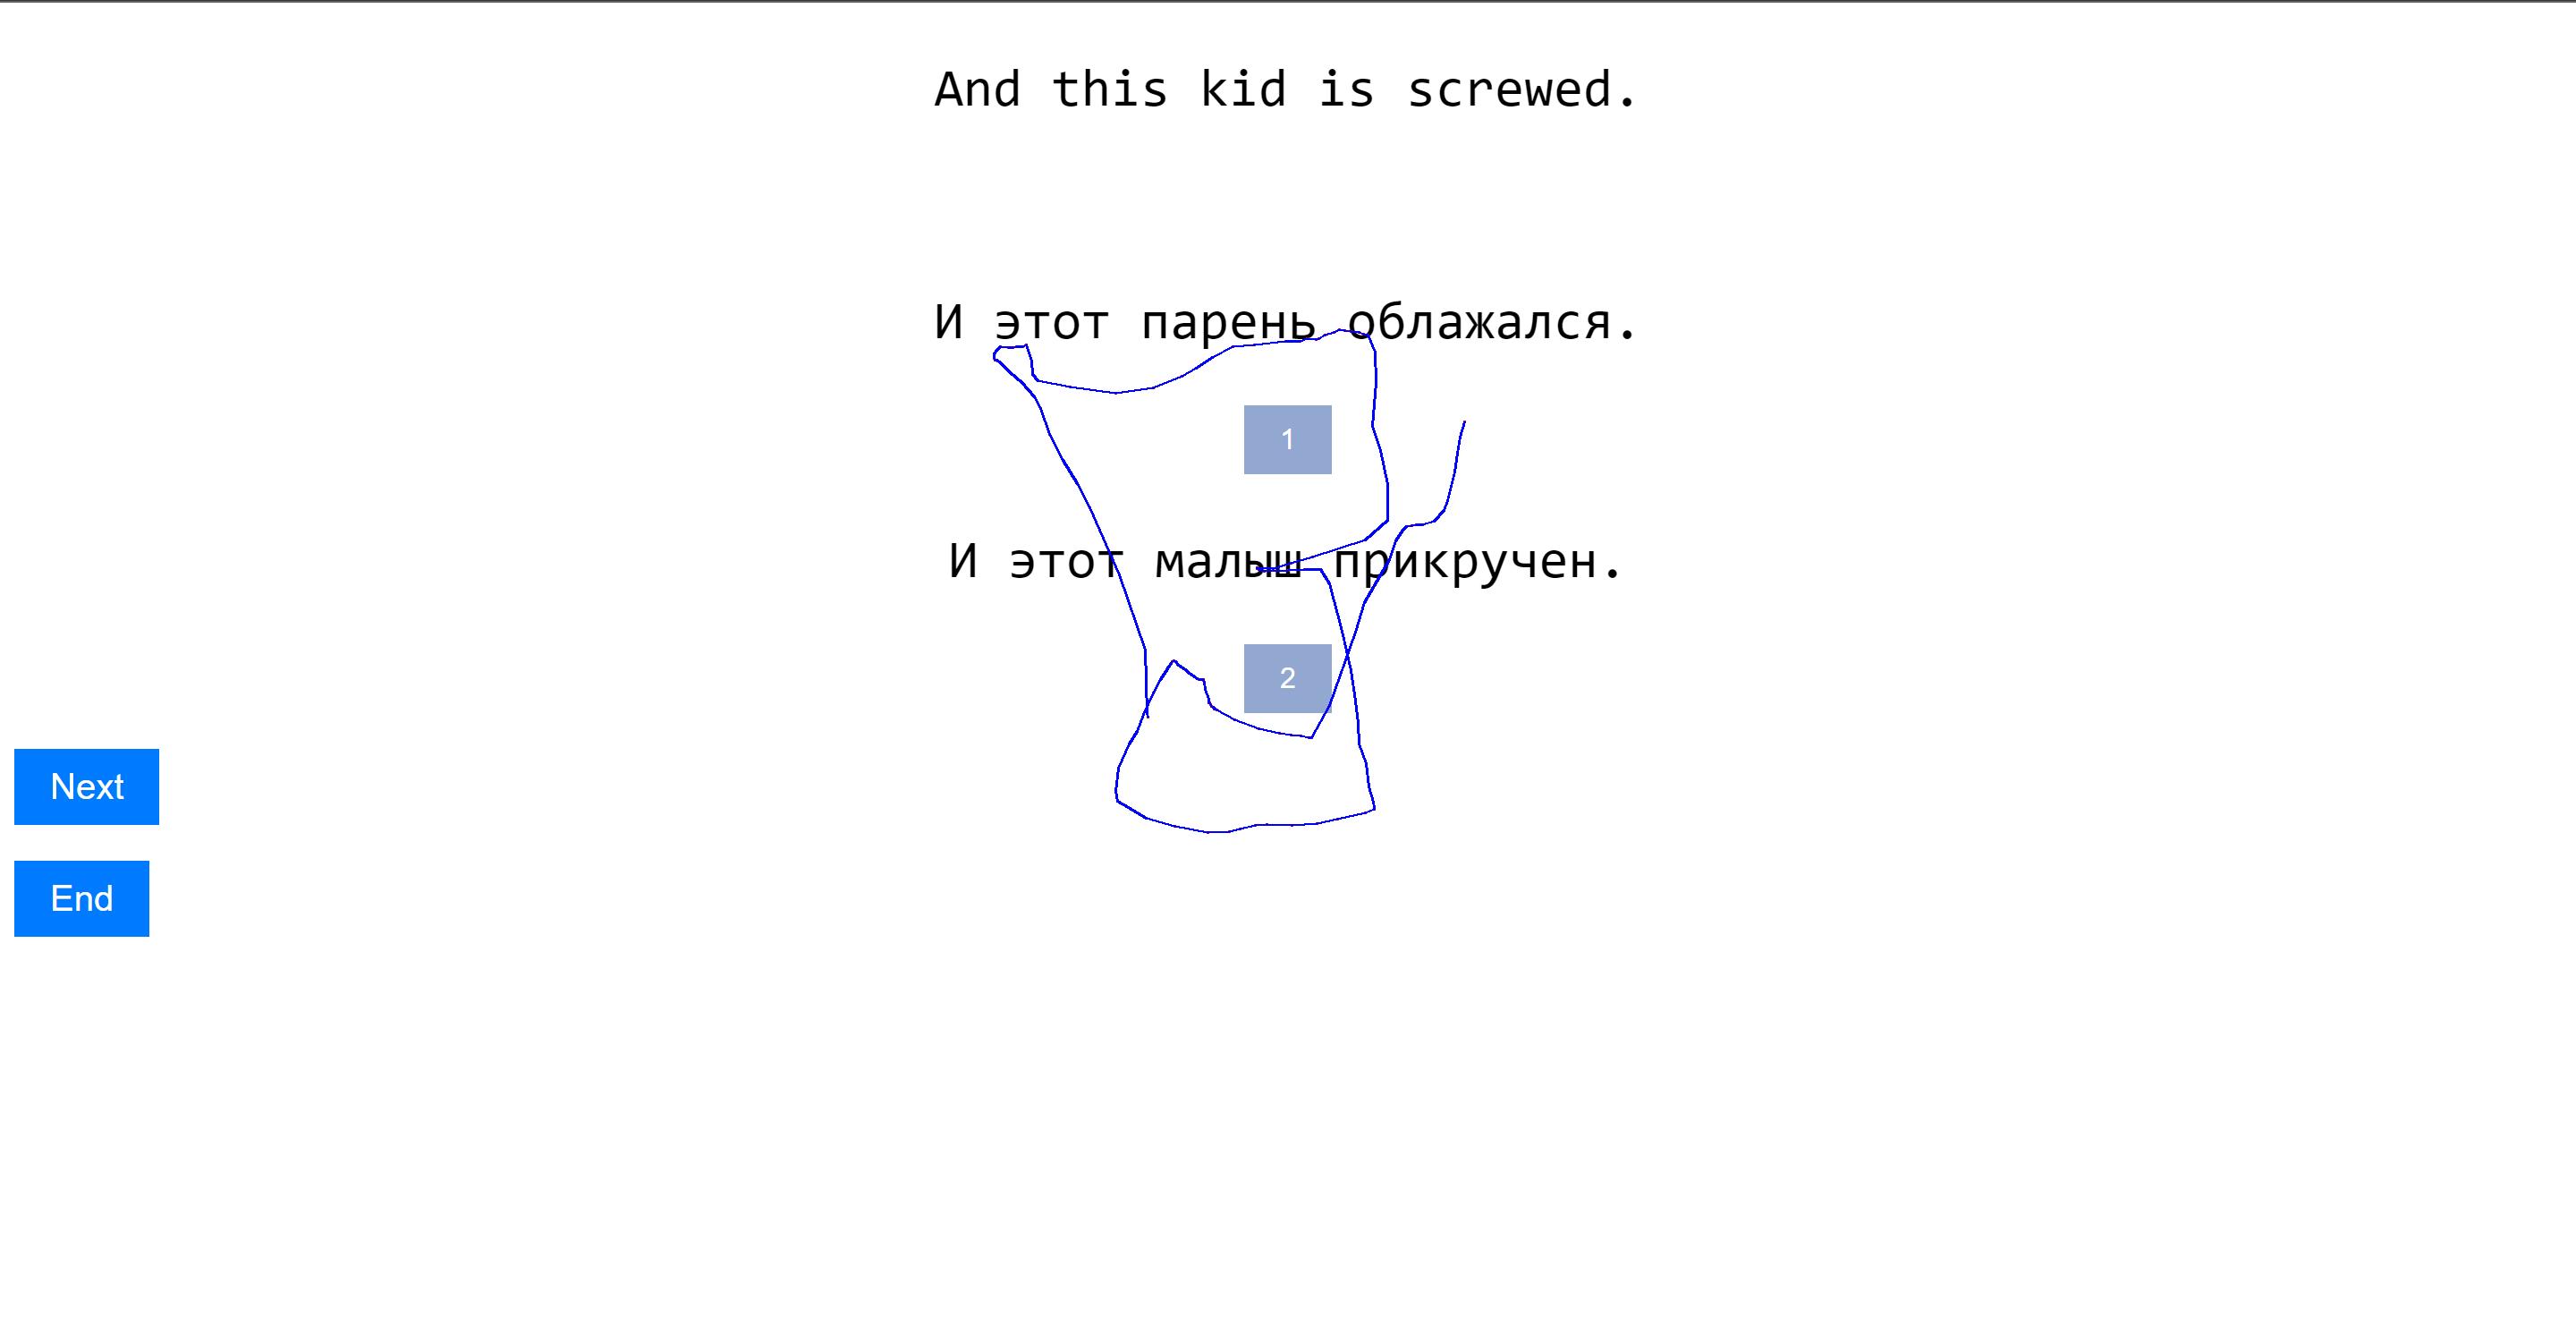 And this kid is screwed.
И этот парень облажался.
1
И этот малыш прикручен.
2
Next
End